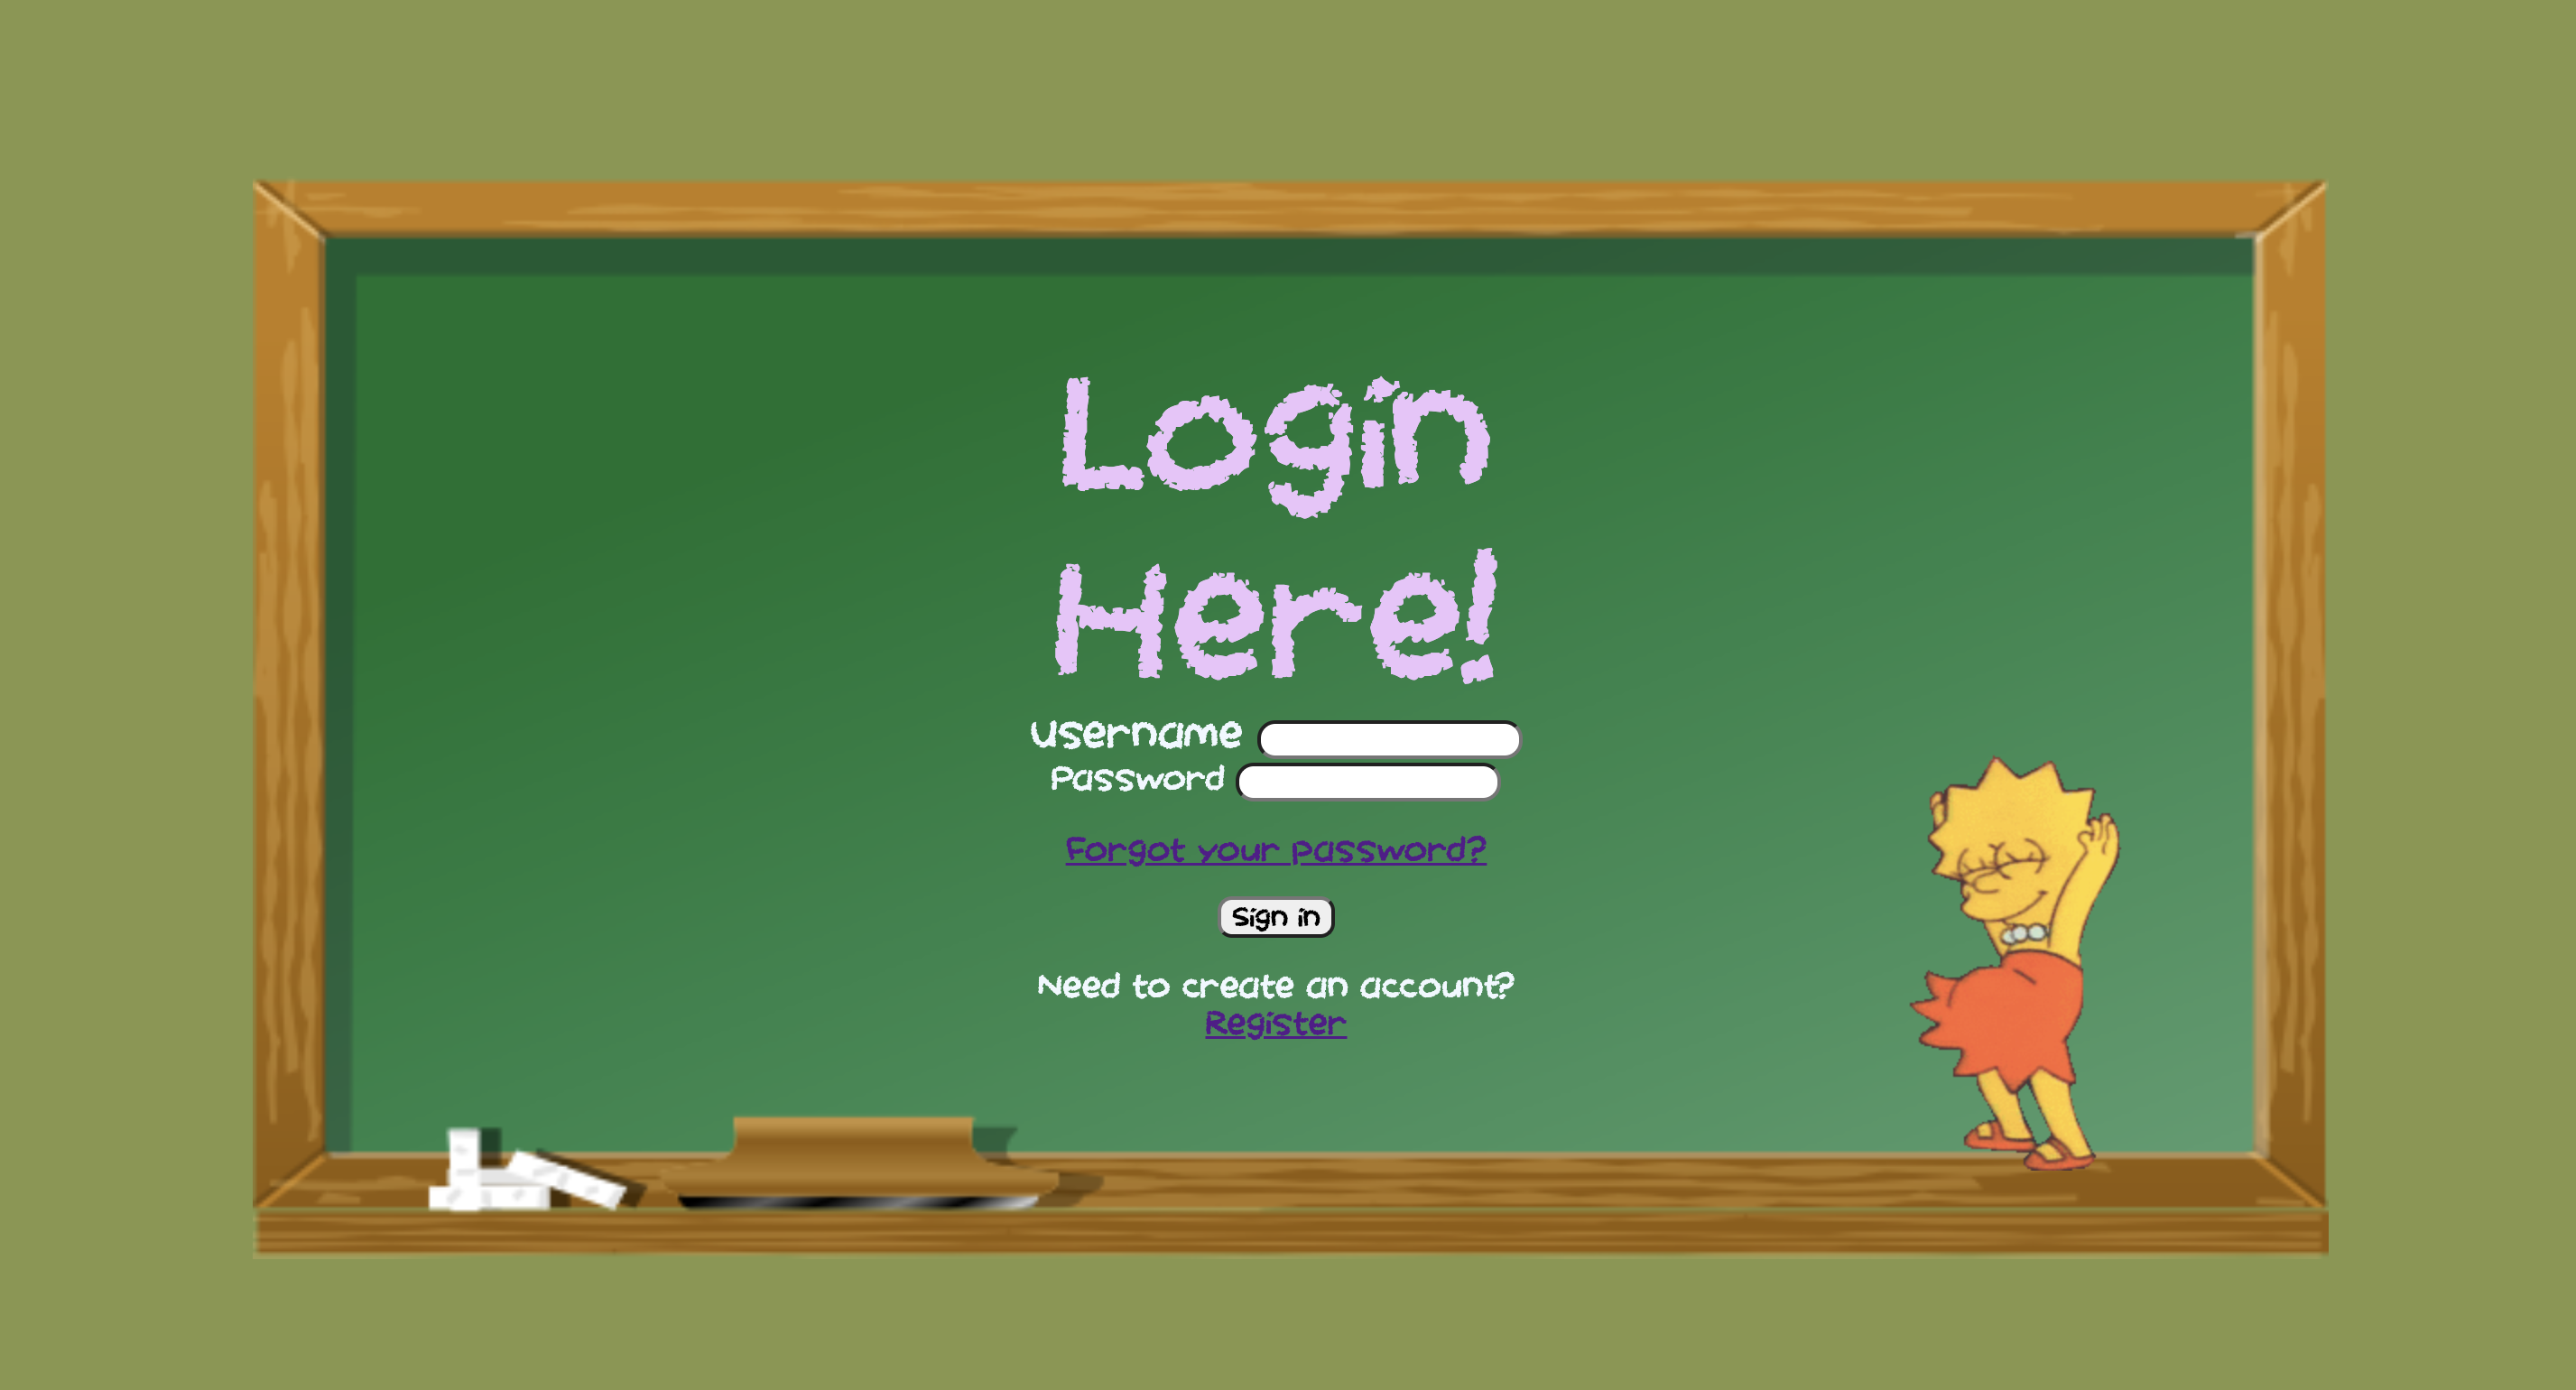 Login
Here!
Username
Password
Forgot your password?
Sign in
Need to create an account?
Register